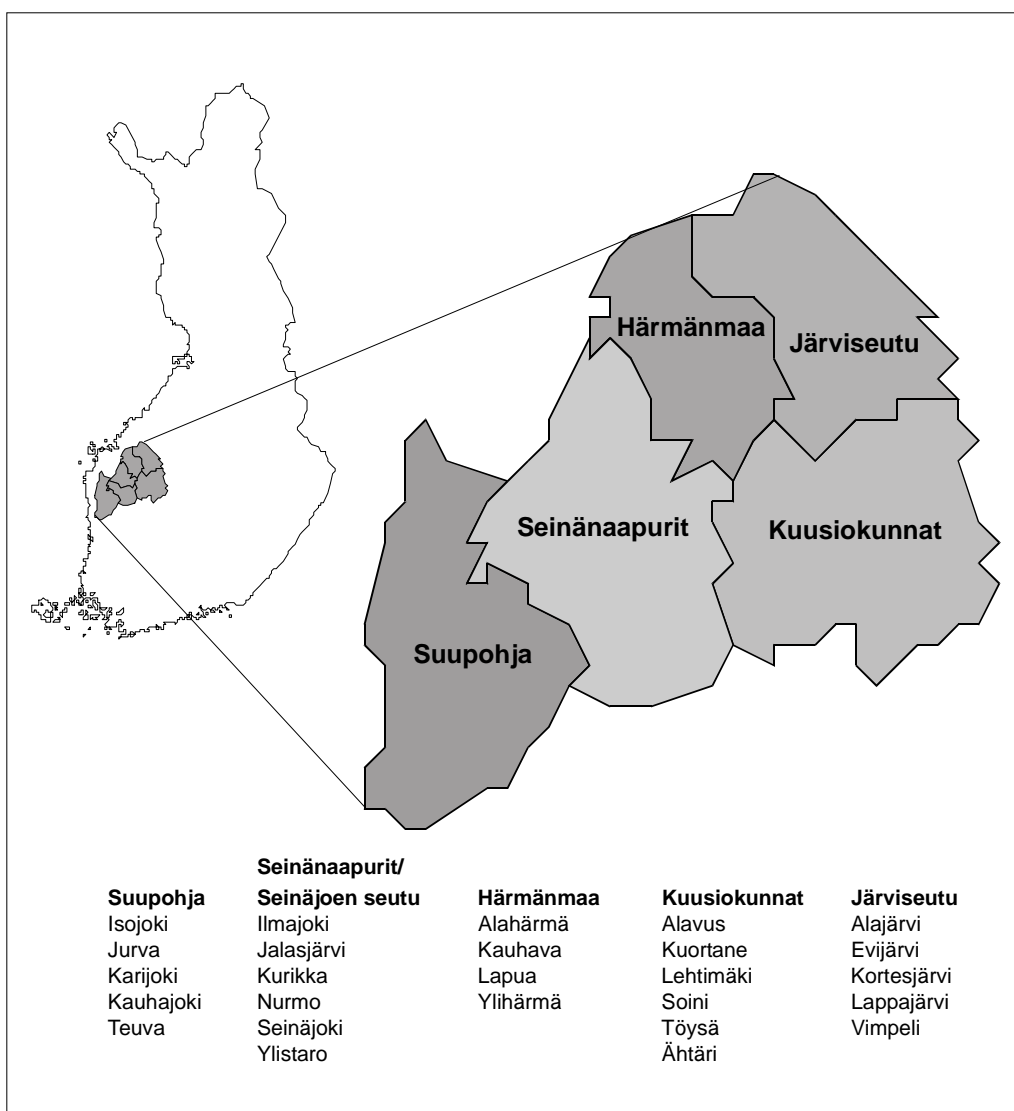 Härmänmaa
Järviseutu
Seinänaapurit
Kuusiokunnat
Suupohja
Suupohja
Isojoki
Jurva
Karijoki
Kauhajoki
Teuva
Seinänaapurit/
Seinäjoen seutu
Ilmajoki
Jalasjärvi
Kurikka
Nurmo
Seinäjoki
Ylistaro
Härmänmaa
Alahärmä
Kauhava
Lapua
Ylihärmä
Kuusiokunnat
Alavus
Kuortane
Lehtimäki
Soini
Töysä
Ähtäri
Järviseutu
Alajärvi
Evijärvi
Kortesjärvi
Lappajärvi
Vimpeli